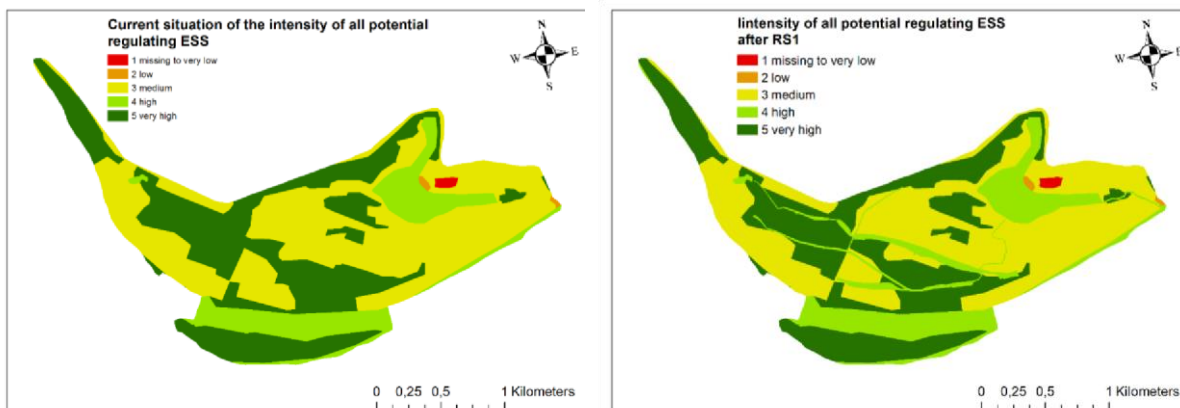 Current situation of the intensity of all potential
regulating ESS
1 missing to very low
2 low
3 medium
4 high
5 very high
N
W E
S
0 0,25 0,5 1 Kilometers
Iintensity of all potential regulating ESS
after RS1
1 missing to very low
2 low
3 medium
4 high
5 very high
N
W E
S
0 0,25 0,5 1 Kilometers